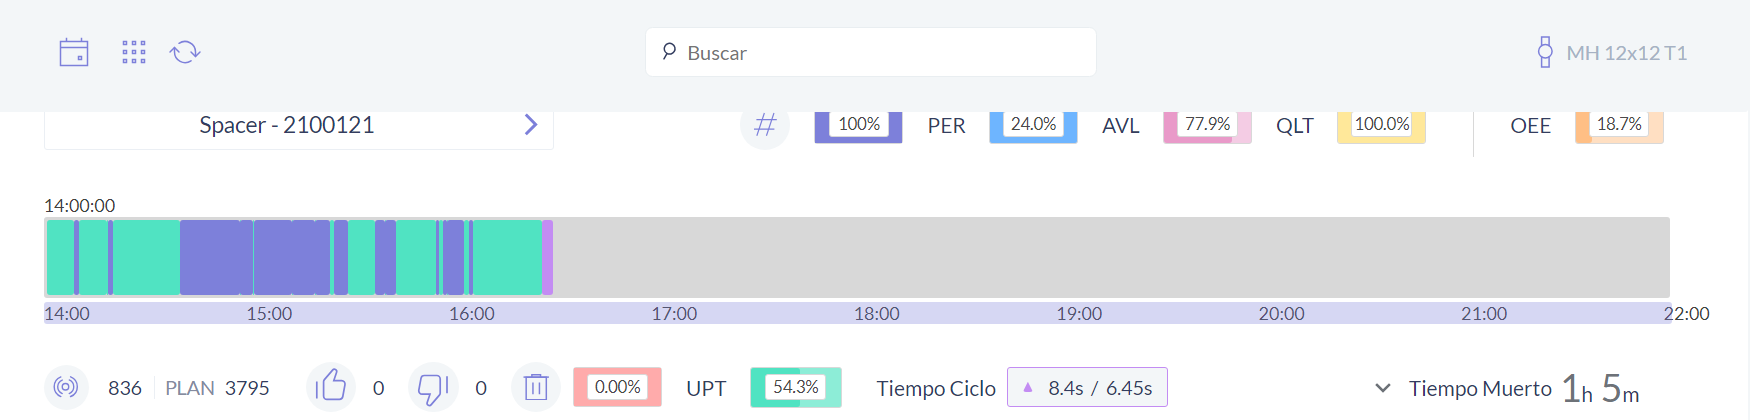 Buscar
MH 12x12 T1
Spacer - 2100121
100% PER 24.0% AVL 77.9% QLT 100.0% OEE 18.7%
14:00:00
14:00 15:00 16:00 17:00 18:00 19:00 20:00 21:00 22:00
836 PLAN 3795 0 0 0.00% UPT 54.3% Tiempo Ciclo 8.4s / 6.45s Tiempo Muerto 1h 5m